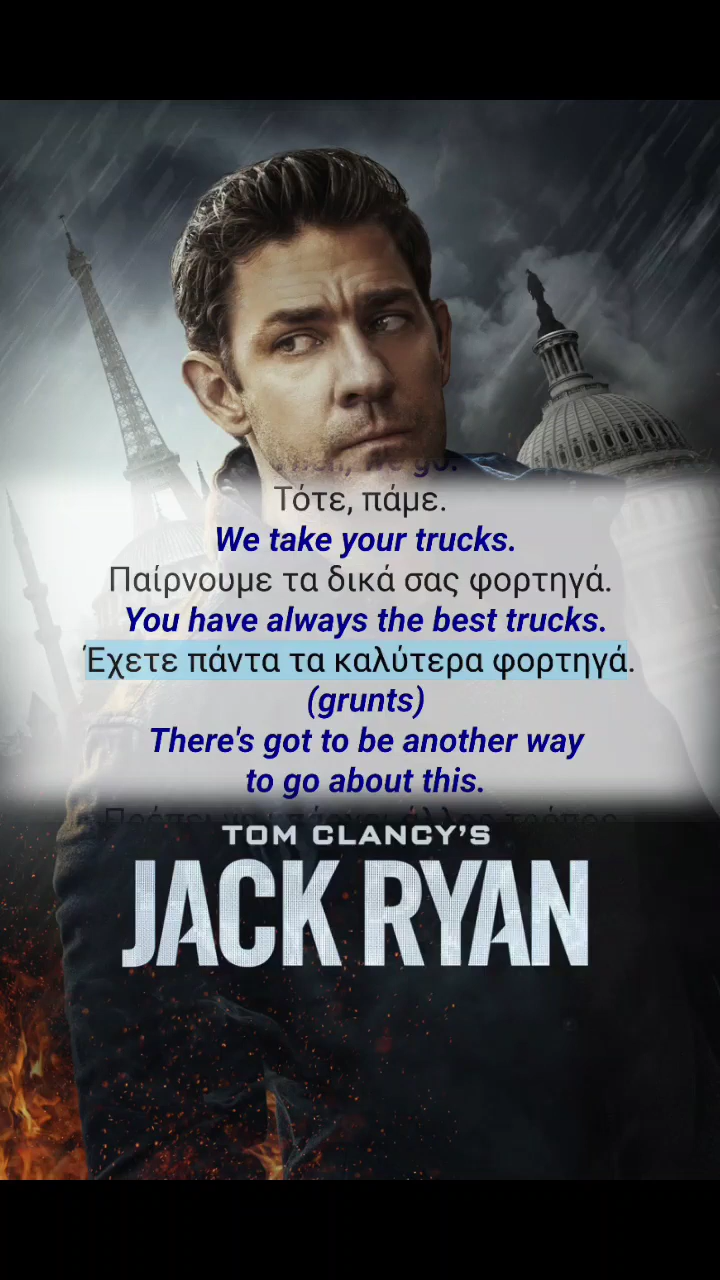 Τότε, πάμε.
We take your trucks.
Παίρνουμε τα δικά σας φορτηγά.
You have always the best trucks.
Έχετε πάντα τα καλύτερα φορτηγά.
(grunts)
There's got to be another way
to go about this.
TOM CLANCY'S
JACK RYAN